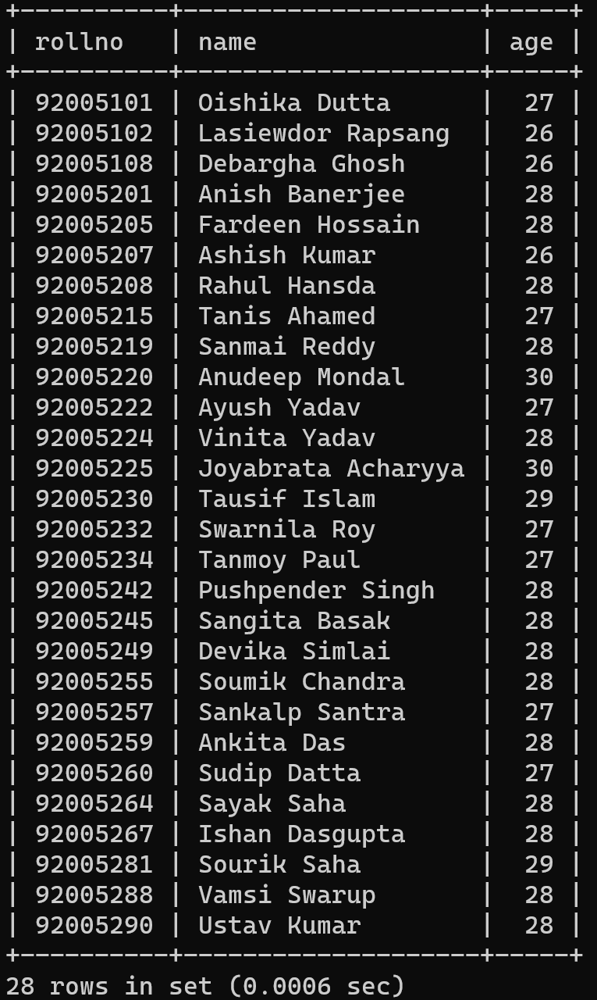 +----------+--------------------+-----+
| rollno   | name               | age |
+----------+--------------------+-----+
| 92005101 | Oishika Dutta      |  27 |
| 92005102 | Lasiewdor Rapsang  |  26 |
| 92005108 | Debargha Ghosh     |  26 |
| 92005201 | Anish Banerjee     |  28 |
| 92005205 | Fardeen Hossain    |  28 |
| 92005207 | Ashish Kumar       |  26 |
| 92005208 | Rahul Hansda       |  28 |
| 92005215 | Tanis Ahamed       |  27 |
| 92005219 | Sanmai Reddy       |  28 |
| 92005220 | Anudeep Mondal     |  30 |
| 92005222 | Ayush Yadav        |  27 |
| 92005224 | Vinita Yadav       |  28 |
| 92005225 | Joyabrata Acharyya |  30 |
| 92005230 | Tausif Islam       |  29 |
| 92005232 | Swarnila Roy       |  27 |
| 92005234 | Tanmoy Paul        |  27 |
| 92005242 | Pushpender Singh   |  28 |
| 92005245 | Sangita Basak      |  28 |
| 92005249 | Devika Simlai      |  28 |
| 92005255 | Soumik Chandra     |  28 |
| 92005257 | Sankalp Santra     |  27 |
| 92005259 | Ankita Das         |  28 |
| 92005260 | Sudip Datta        |  27 |
| 92005264 | Sayak Saha         |  28 |
| 92005267 | Ishan Dasgupta     |  28 |
| 92005281 | Sourik Saha        |  29 |
| 92005288 | Vamsi Swarup       |  28 |
| 92005290 | Ustav Kumar        |  28 |
+----------+--------------------+-----+
28 rows in set (0.0006 sec)